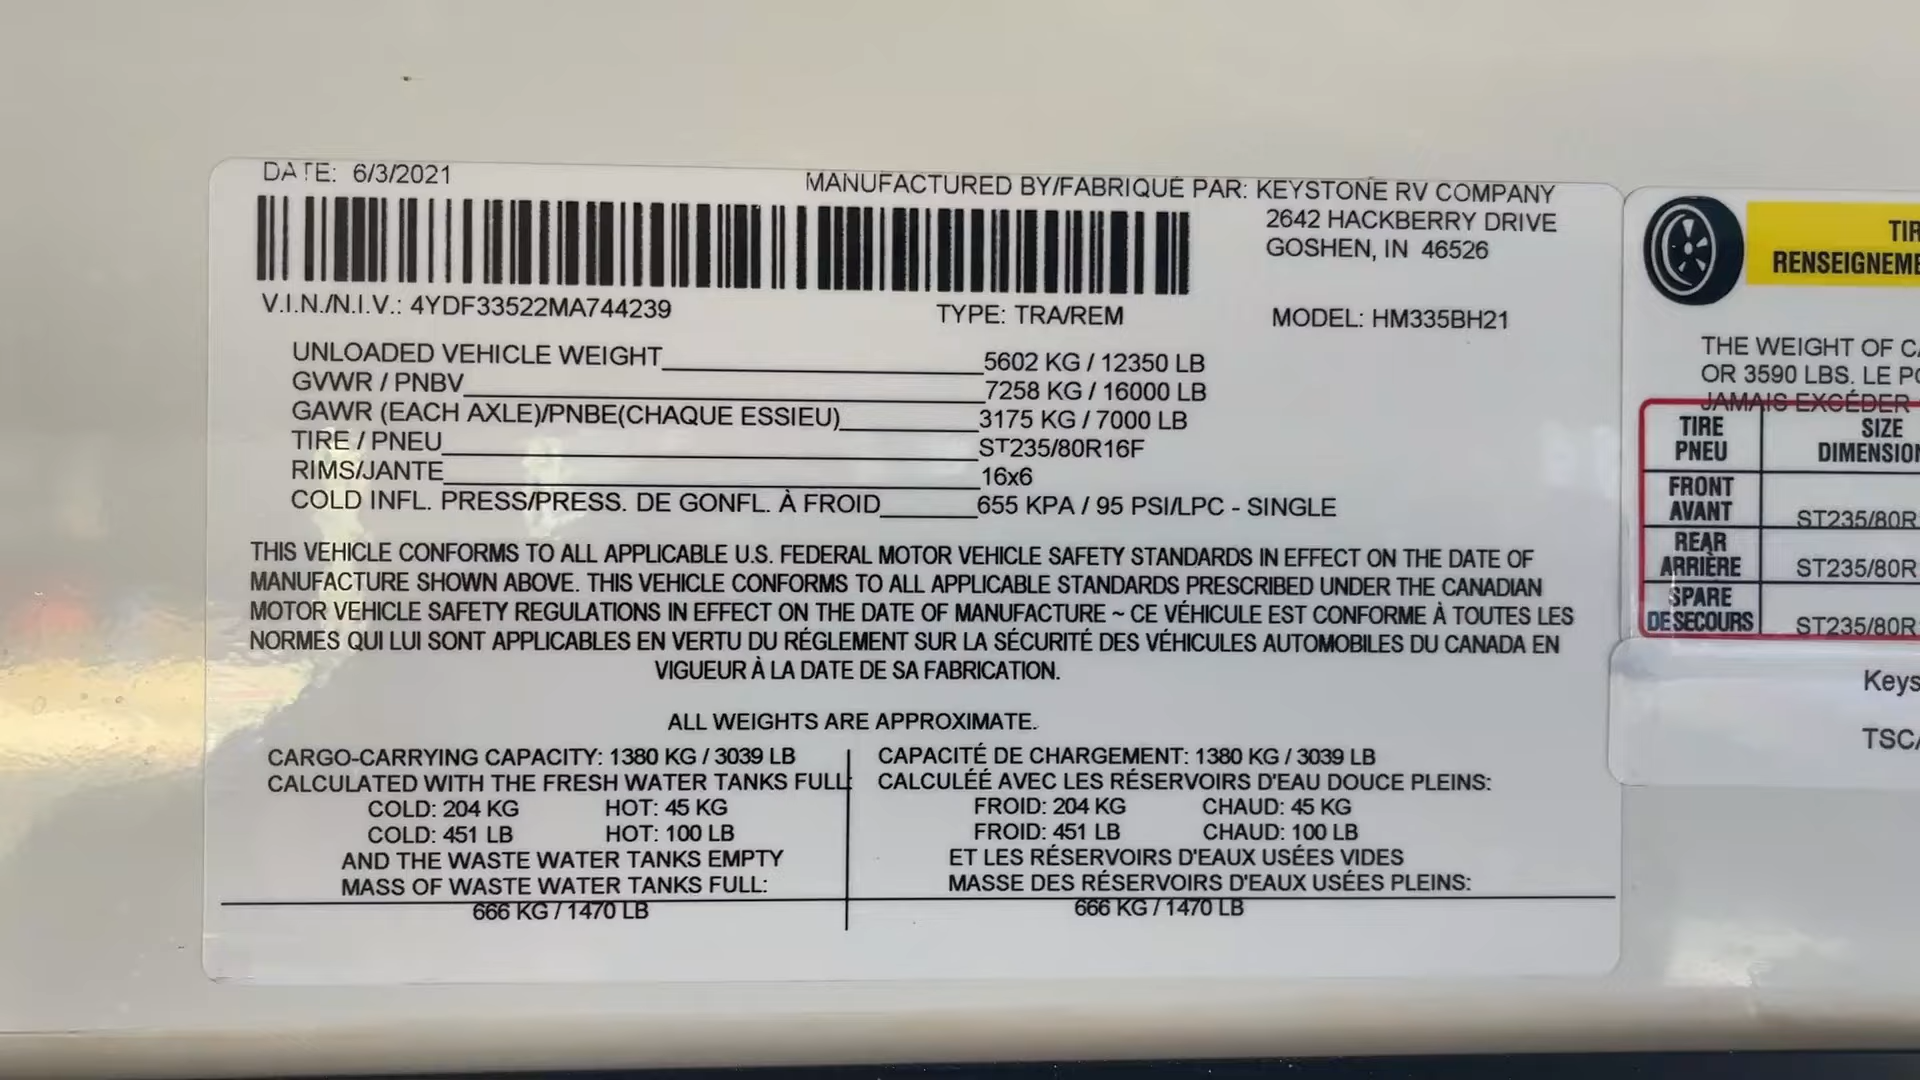 DATE: 6/3/2021
MANUFACTURED BY/FABRIQUÉ PAR: KEYSTONE RV COMPANY
2642 HACKBERRY DRIVE
GOSHEN, IN 46526
V.I.N./N.I.V.: 4YDF33522MA744239 TYPE: TRA/REM MODEL: HM335BH21
UNLOADED VEHICLE WEIGHT 5602 KG / 12350 LB
GVWR / PNBV 7258 KG / 16000 LB
GAWR (EACH AXLE)/PNBE(CHAQUE ESSIEU) 3175 KG / 7000 LB
TIRE / PNEU ST235/80R16F
RIMS/JANTE 16x6
COLD INFL. PRESS/PRESS. DE GONFL. À FROID 655 KPA / 95 PSI/LPC - SINGLE
THIS VEHICLE CONFORMS TO ALL APPLICABLE U.S. FEDERAL MOTOR VEHICLE SAFETY STANDARDS IN EFFECT ON THE DATE OF
MANUFACTURE SHOWN ABOVE. THIS VEHICLE CONFORMS TO ALL APPLICABLE STANDARDS PRESCRIBED UNDER THE CANADIAN
MOTOR VEHICLE SAFETY REGULATIONS IN EFFECT ON THE DATE OF MANUFACTURE ~ CE VÉHICULE EST CONFORME À TOUTES LES
NORMES QUI LUI SONT APPLICABLES EN VERTU DU RÉGLEMENT SUR LA SÉCURITÉ DES VÉHICULES AUTOMOBILES DU CANADA EN
VIGUEUR À LA DATE DE SA FABRICATION.
ALL WEIGHTS ARE APPROXIMATE.
CARGO-CARRYING CAPACITY: 1380 KG / 3039 LB
CALCULATED WITH THE FRESH WATER TANKS FULL:
COLD: 204 KG HOT: 45 KG
COLD: 451 LB HOT: 100 LB
AND THE WASTE WATER TANKS EMPTY
MASS OF WASTE WATER TANKS FULL:
666 KG / 1470 LB
CAPACITÉ DE CHARGEMENT: 1380 KG / 3039 LB
CALCULÉÉ AVEC LES RÉSERVOIRS D'EAU DOUCE PLEINS:
FROID: 204 KG CHAUD: 45 KG
FROID: 451 LB CHAUD: 100 LB
ET LES RÉSERVOIRS D'EAUX USÉES VIDES
MASSE DES RÉSERVOIRS D'EAUX USÉES PLEINS:
666 KG / 1470 LB
THE WEIGHT OF
OR 3590 LBS. LE
JAMAIS EXCÉDER
TIRE SIZE
PNEU
FRONT
AVANT ST235/80R
REAR
ARRIÈRE ST235/80R
SPARE
DE SECOURS ST235/80R